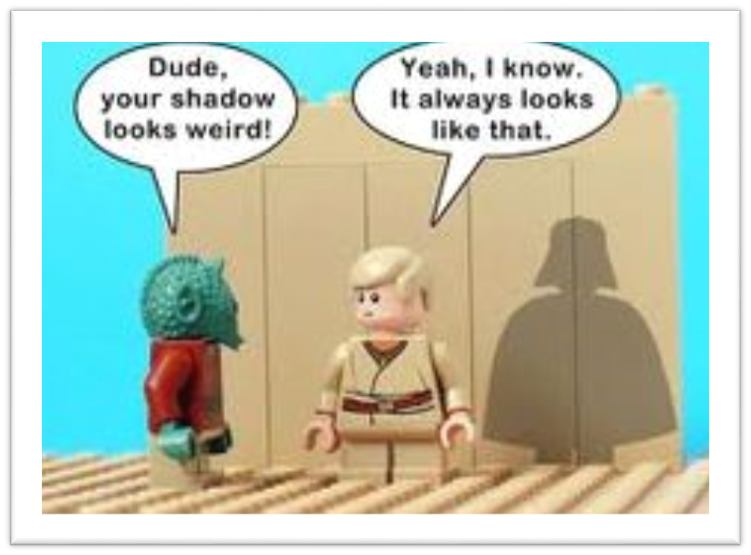 Dude,
your shadow
looks weird!
Yeah, I know.
It always looks
like that.